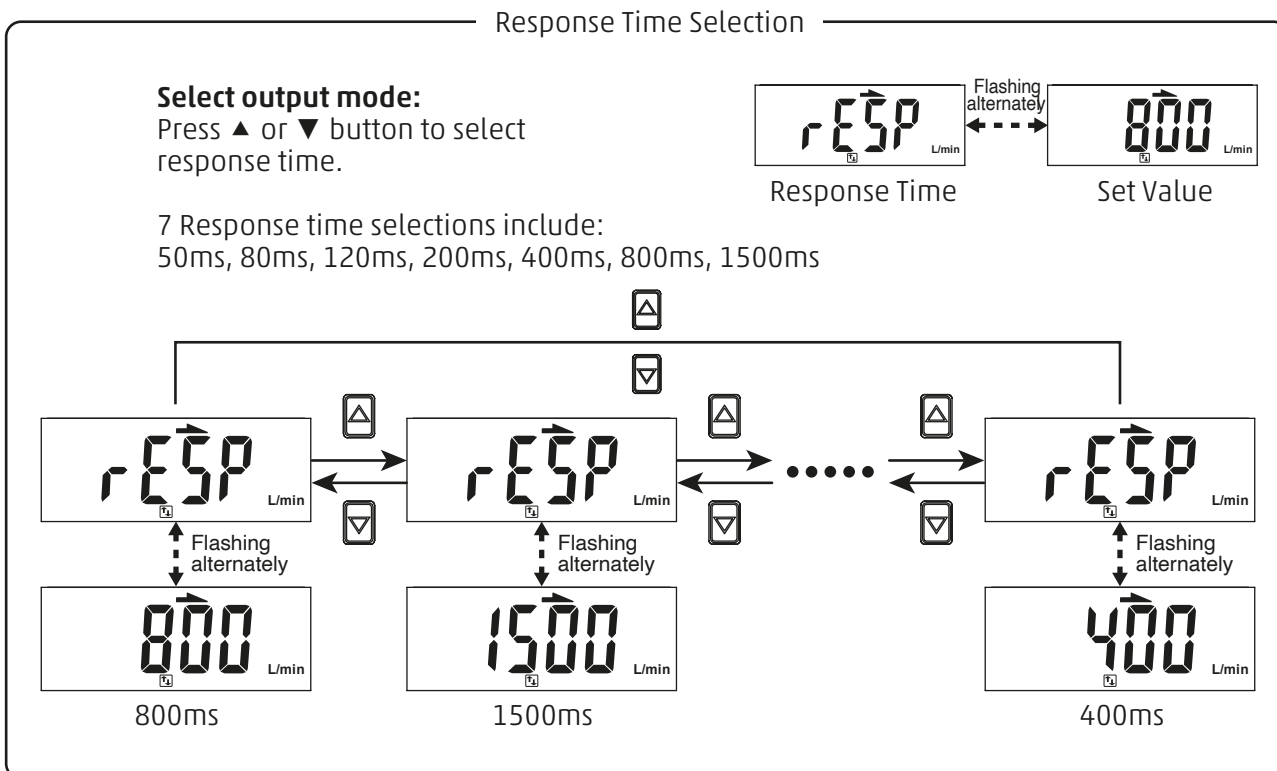 Response Time Selection
Select output mode:
Press ▲ or ▼ button to select
response time.
7 Response time selections include:
50ms, 80ms, 120ms, 200ms, 400ms, 800ms, 1500ms
rESP L/min
Flashing
alternately
800 L/min
Response Time
Set Value
rESP L/min
rESP L/min
rESP L/min
Flashing
alternately
Flashing
alternately
Flashing
alternately
800 L/min
1500 L/min
400 L/min
800ms
1500ms
400ms